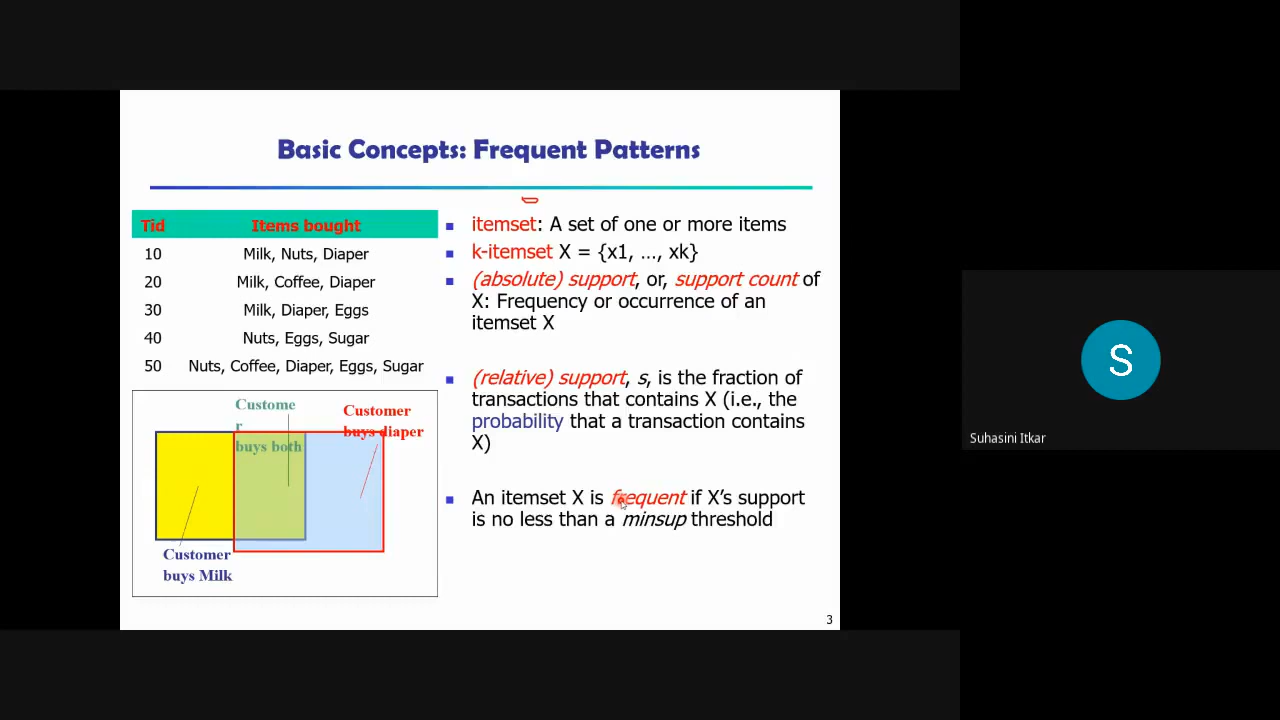 Basic Concepts: Frequent Patterns
Tid Items bought
10 Milk, Nuts, Diaper
20 Milk, Coffee, Diaper
30 Milk, Diaper, Eggs
40 Nuts, Eggs, Sugar
50 Nuts, Coffee, Diaper, Eggs, Sugar
Custome
r
buys both
Customer
buys diaper
Customer
buys Milk
itemset: A set of one or more items
k-itemset X = {x1, …, xk}
(absolute) support, or, support count of
X: Frequency or occurrence of an
itemset X
(relative) support, s, is the fraction of
transactions that contains X (i.e., the
probability that a transaction contains
X)
An itemset X is frequent if X’s support
is no less than a minsup threshold
3
S
Suhasini Itkar